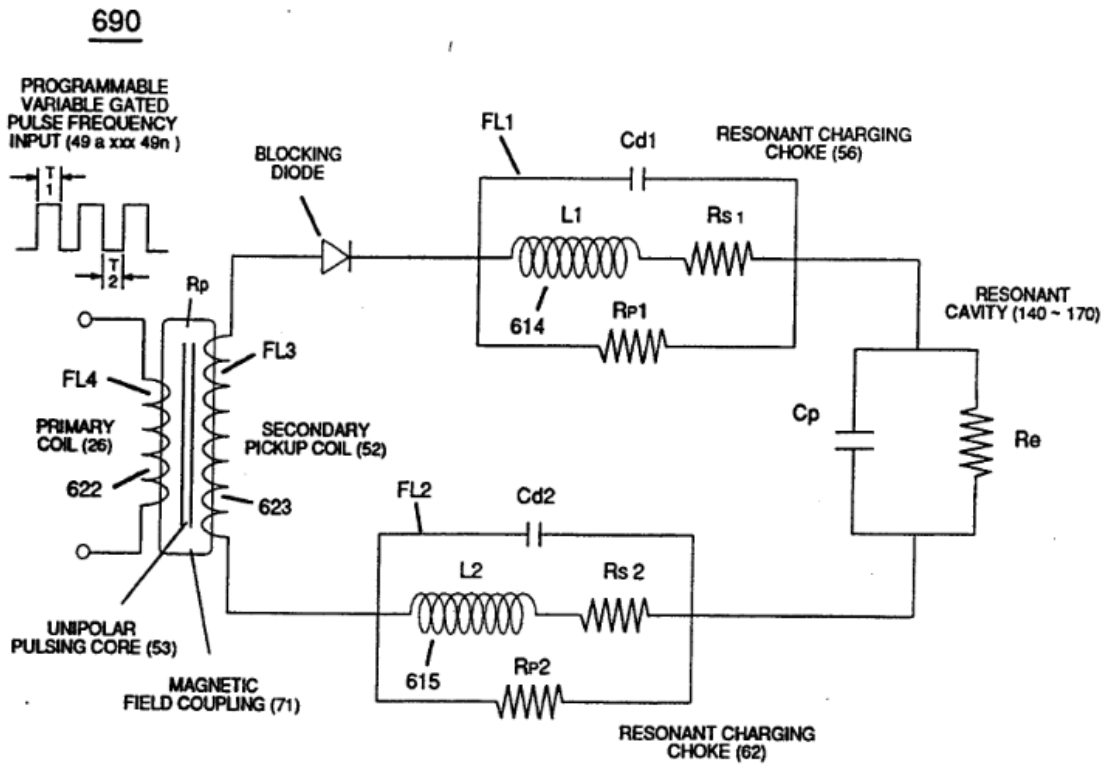 690
PROGRAMMABLE
VARIABLE GATED
PULSE FREQUENCY
INPUT (49 a xxx 49n )
T
1
T
2
BLOCKING
DIODE
FL1
Cd1
RESONANT CHARGING
CHOKE (56)
L1
Rs 1
614
RP1
Rp
FL4
FL3
PRIMARY
COIL (26)
SECONDARY
PICKUP COIL (52)
622
623
RESONANT
CAVITY (140 ~ 170)
Cp
Re
FL2
Cd2
L2
Rs 2
615
RP2
UNIPOLAR
PULSING CORE (53)
MAGNETIC
FIELD COUPLING (71)
RESONANT CHARGING
CHOKE (62)